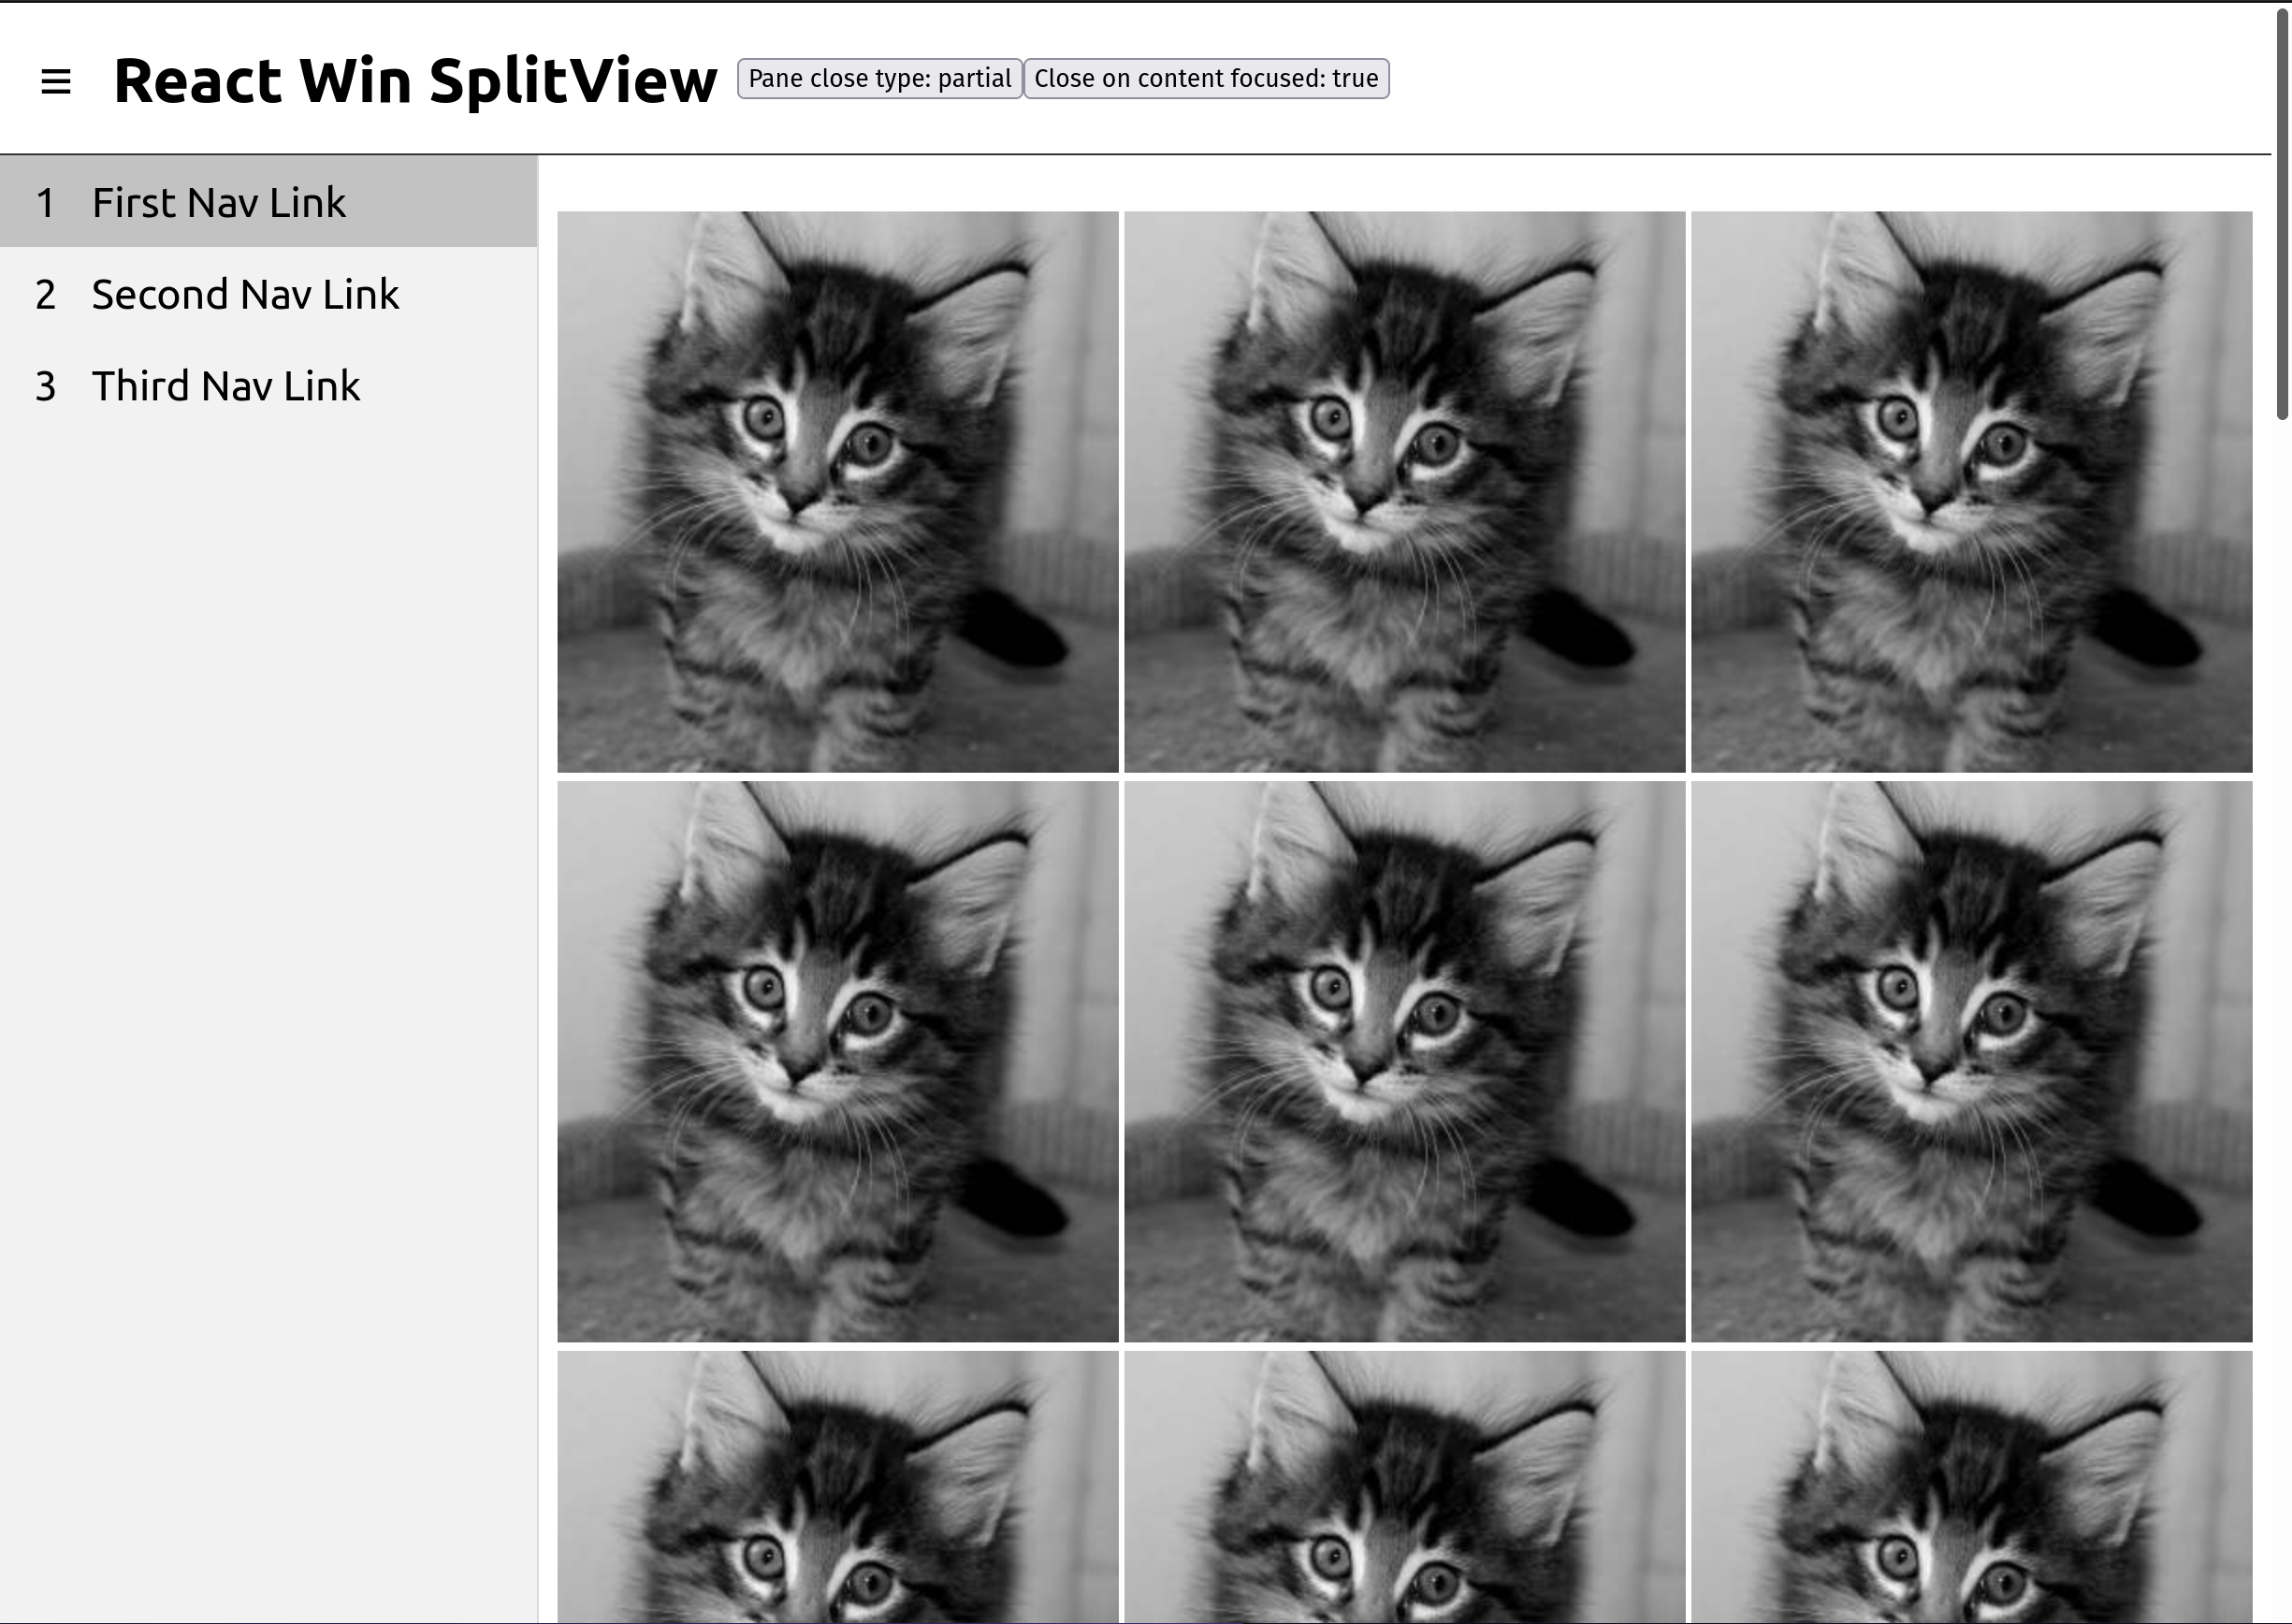 React Win SplitView
Pane close type: partial
Close on content focused: true
1 First Nav Link
2 Second Nav Link
3 Third Nav Link